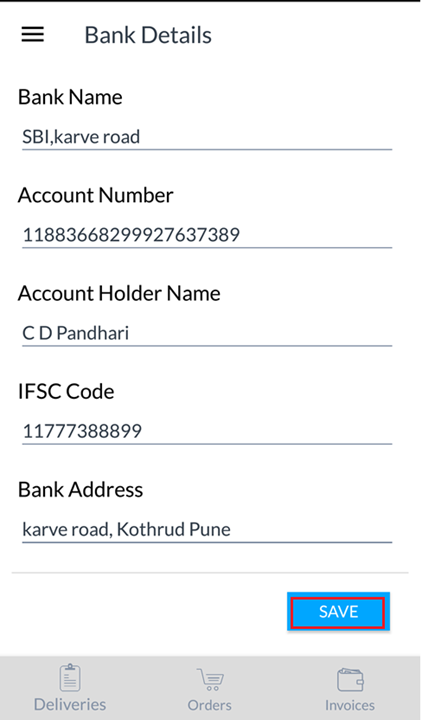 Bank Details
Bank Name
SBI,karve road
Account Number
11883668299927637389
Account Holder Name
C D Pandhari
IFSC Code
11777388899
Bank Address
karve road, Kothrud Pune
SAVE
Deliveries
Orders
Invoices